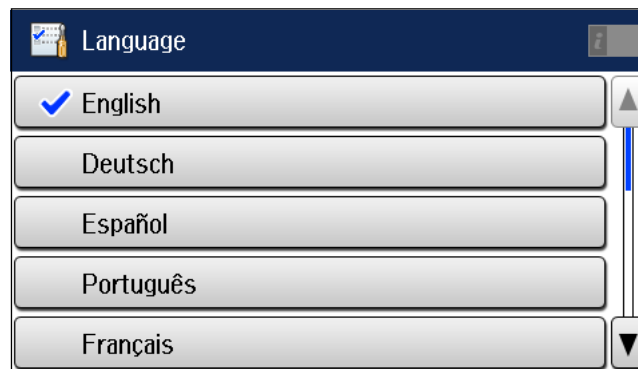 Language
i
English
Deutsch
Español
Português
Français